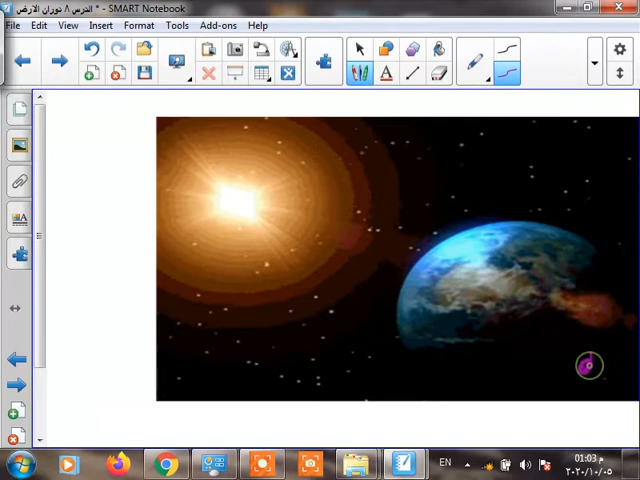 الدرس ٨ دوران الارض * - SMART Notebook
File Edit View Insert Format Tools Add-ons Help
EN
01:03 م
٢٠٢٠/١٠/٠٥